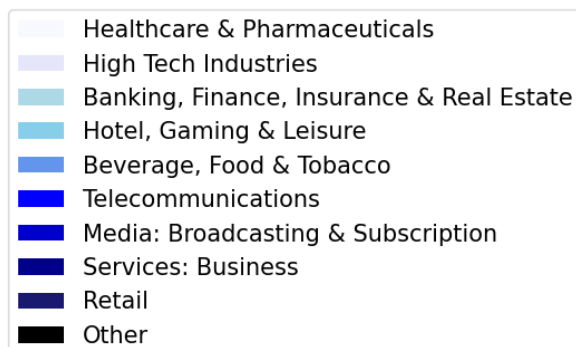 Healthcare & Pharmaceuticals
High Tech Industries
Banking, Finance, Insurance & Real Estate
Hotel, Gaming & Leisure
Beverage, Food & Tobacco
Telecommunications
Media: Broadcasting & Subscription
Services: Business
Retail
Other